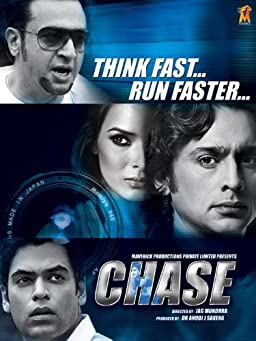 M
THINK FAST...
RUN FASTER...
MADE IN JAPAN
MAVERICK PRODUCTIONS PRIVATE LIMITED PRESENTS
CHASE
DIRECTED BY JAG MUNDHRA
PRODUCED BY DR ANUBJ J SAXENA